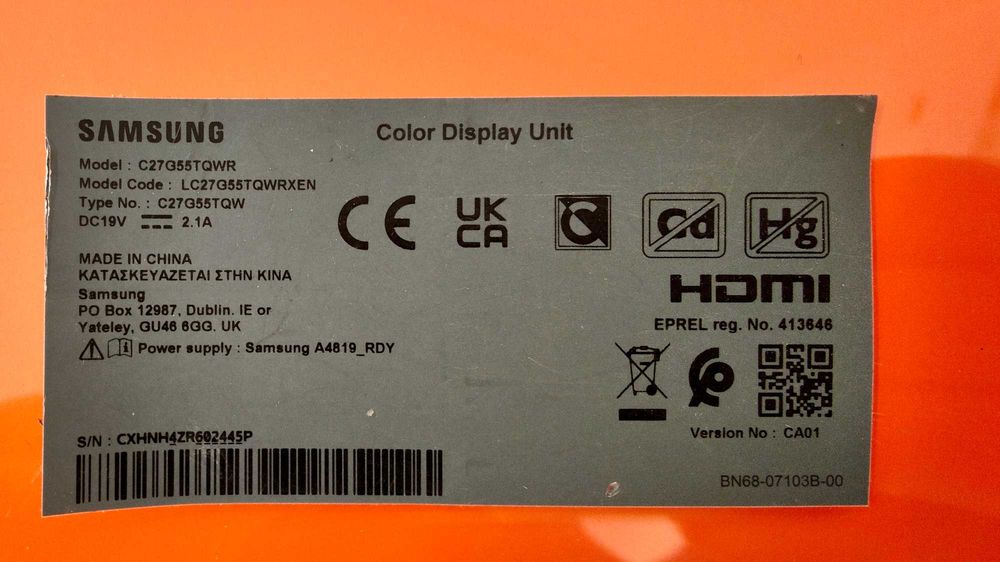 SAMSUNG
Color Display Unit
Model : C27G55TQWR
Model Code : LC27G55TQWRXEN
Type No. : C27G55TQW
DC19V 2.1A
CE
UK
CA
C
Cd
Hg
MADE IN CHINA
ΚΑΤΑΣΚΕΥΑΖΕΤΑΙ ΣΤΗΝ ΚΙΝΑ
Samsung
PO Box 12987, Dublin. IE or
Yateley, GU46 6GG. UK
Power supply : Samsung A4819_RDY
HDMI
EPREL reg. No. 413646
Version No : CA01
S/N : CXHNH4ZR602445P
BN68-07103B-00